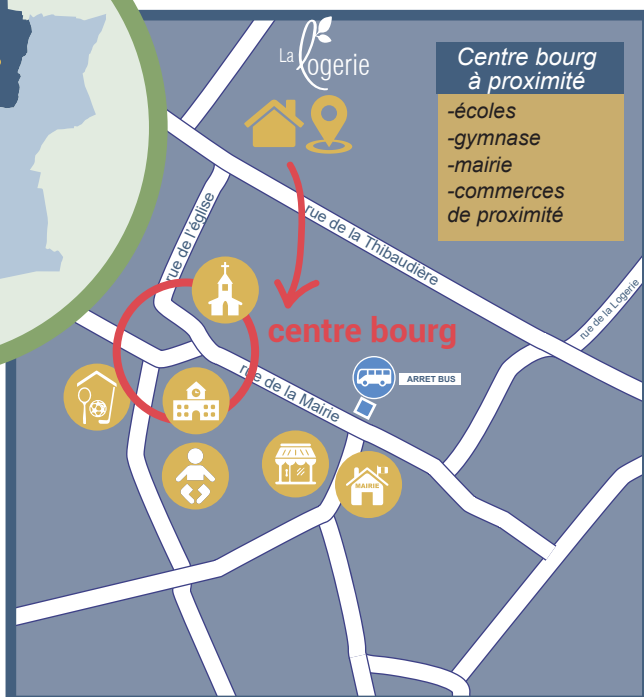 La Logerie
Centre bourg
à proximité
-écoles
-gymnase
-mairie
-commerces
de proximité
rue de l'église
rue de la Thibaudière
rue de la Logerie
centre bourg
ARRET BUS
rue de la Mairie
MAIRIE